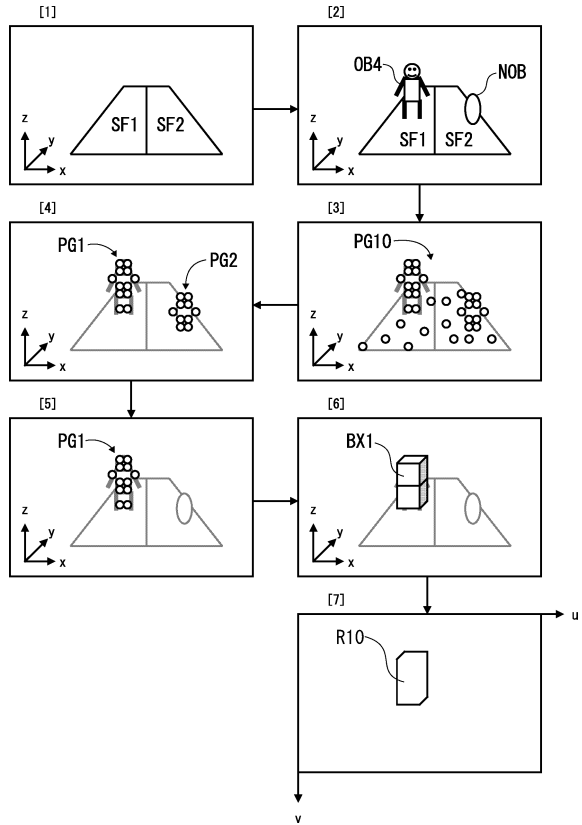 [1]
SF1 SF2
z
y
x
[2]
OB4
NOB
SF1 SF2
z
y
x
[4]
PG1
PG2
z
y
x
[3]
PG10
z
y
x
[5]
PG1
z
y
x
[6]
BX1
z
y
x
[7]
u
R10
v